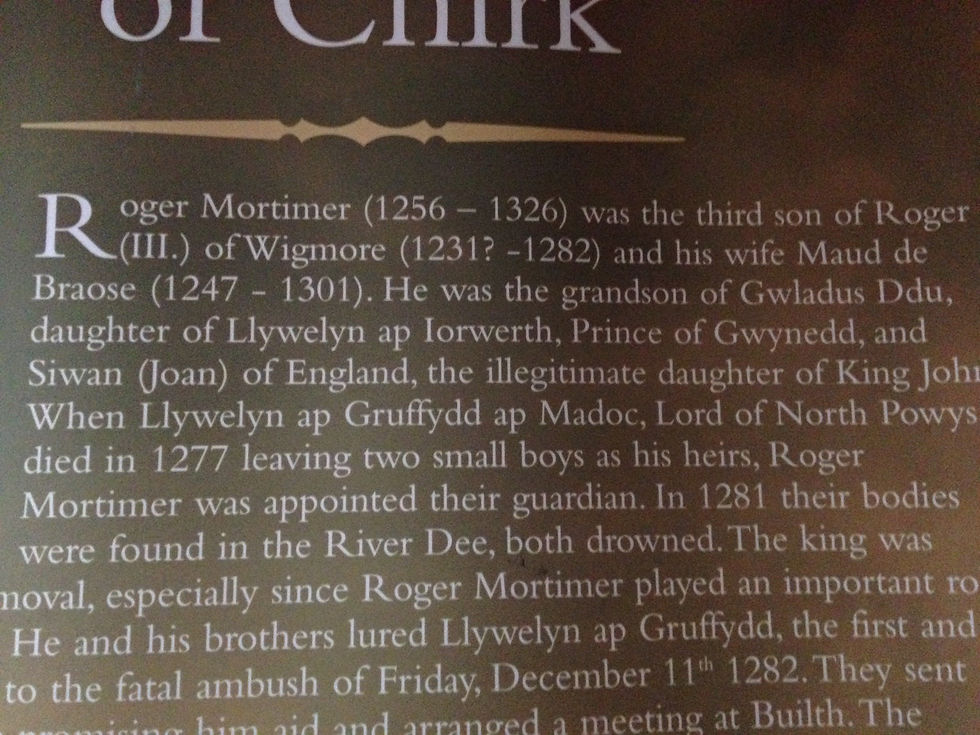 of Chirk
Roger Mortimer (1256 – 1326) was the third son of Roger
(III.) of Wigmore (1231? -1282) and his wife Maud de
Braose (1247 - 1301). He was the grandson of Gwladus Ddu,
daughter of Llywelyn ap Iorwerth, Prince of Gwynedd, and
Siwan (Joan) of England, the illegitimate daughter of King John
When Llywelyn ap Gruffydd ap Madoc, Lord of North Powys
died in 1277 leaving two small boys as his heirs, Roger
Mortimer was appointed their guardian. In 1281 their bodies
were found in the River Dee, both drowned. The king was
moval, especially since Roger Mortimer played an important ro
He and his brothers lured Llywelyn ap Gruffydd, the first and
to the fatal ambush of Friday, December 11th 1282. They sent
promising him aid and arranged a meeting at Builth. The